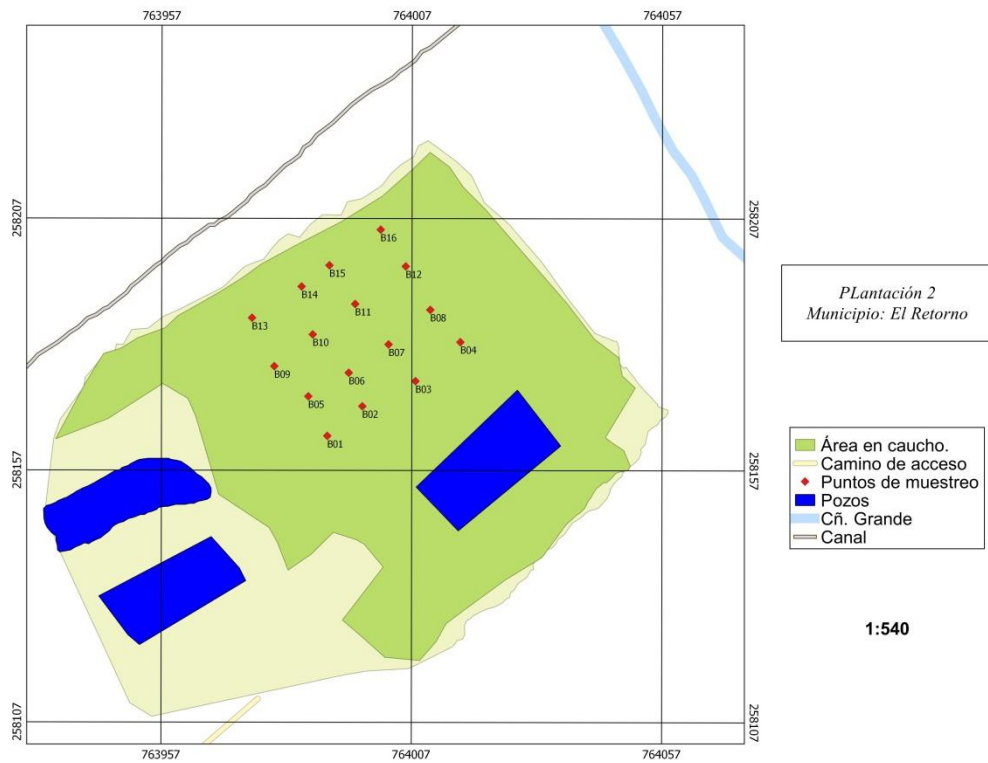 763957
764007
764057
258207
258207
B16
B15
B12
B14
B11
B08
B13
B10
B07
B04
B09
B06
B03
B05
B02
B01
258157
258157
258107
258107
763957
764007
764057
PLantación 2
Municipio: El Retorno
Área en caucho.
Camino de acceso
Puntos de muestreo
Pozos
Cñ. Grande
Canal
1:540